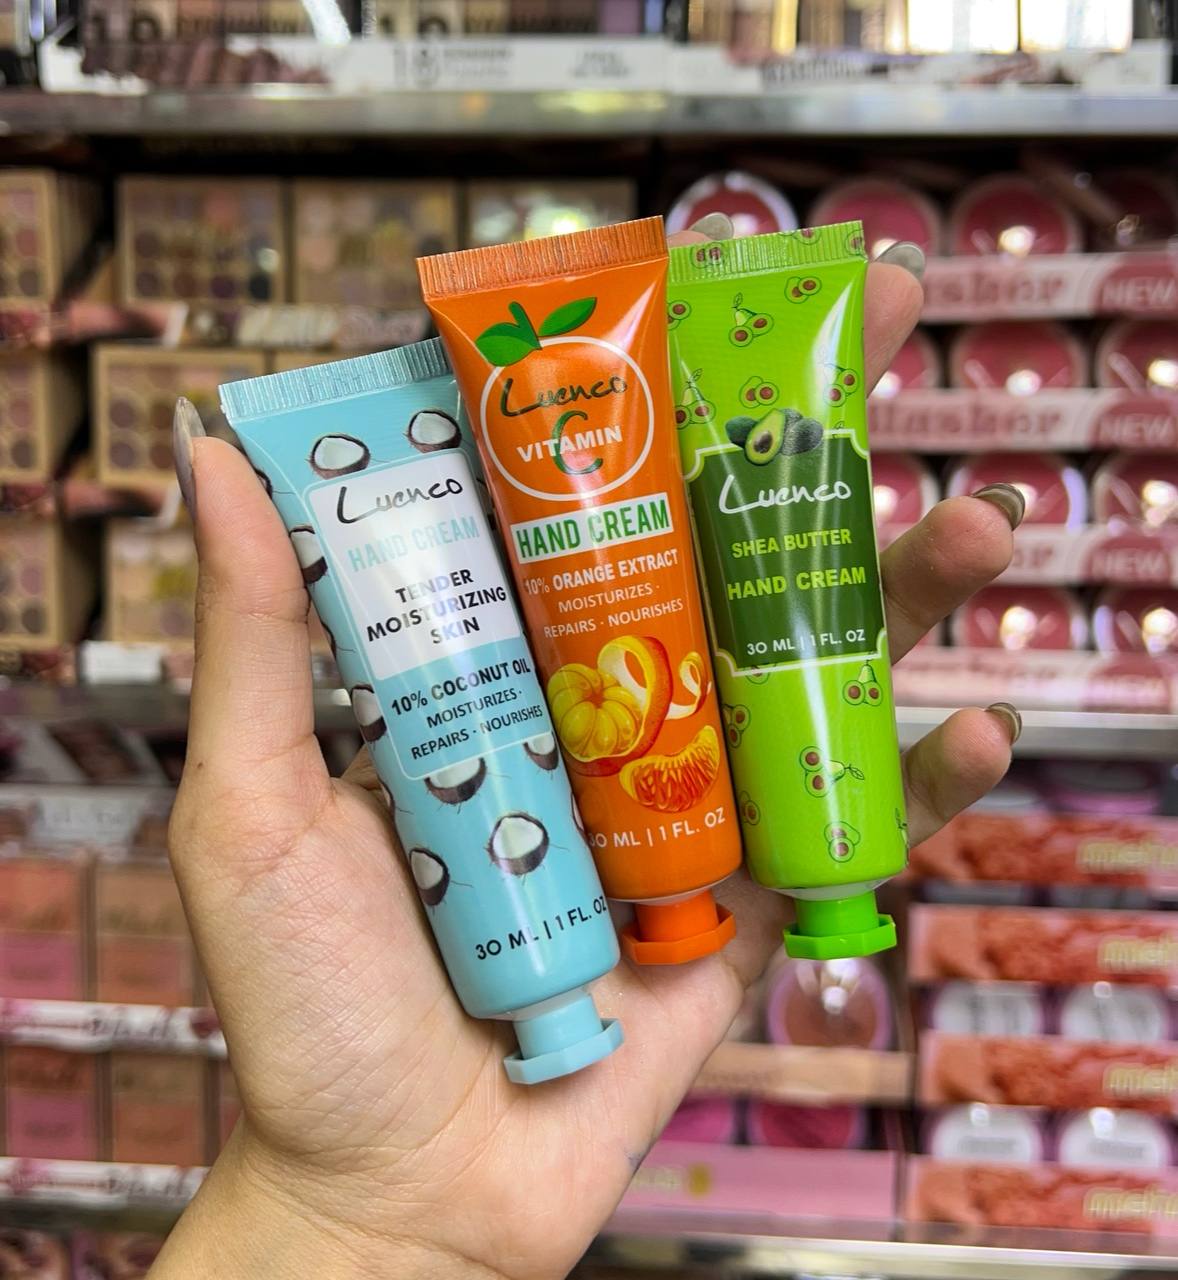 Luenco
HAND CREAM
TENDER
MOISTURIZING
SKIN
10% COCONUT OIL
MOISTURIZES ·
REPAIRS · NOURISHES
30 ML | 1 FL. OZ
Luenco
C
VITAMIN
HAND CREAM
10% ORANGE EXTRACT
MOISTURIZES ·
REPAIRS · NOURISHES
30 ML | 1 FL. OZ
Luenco
SHEA BUTTER
HAND CREAM
30 ML | 1 FL. OZ
NEW
NEW
NEW
NEW